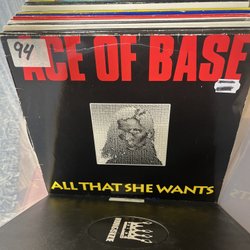 94
ACE OF BASE
ALL THAT SHE WANTS